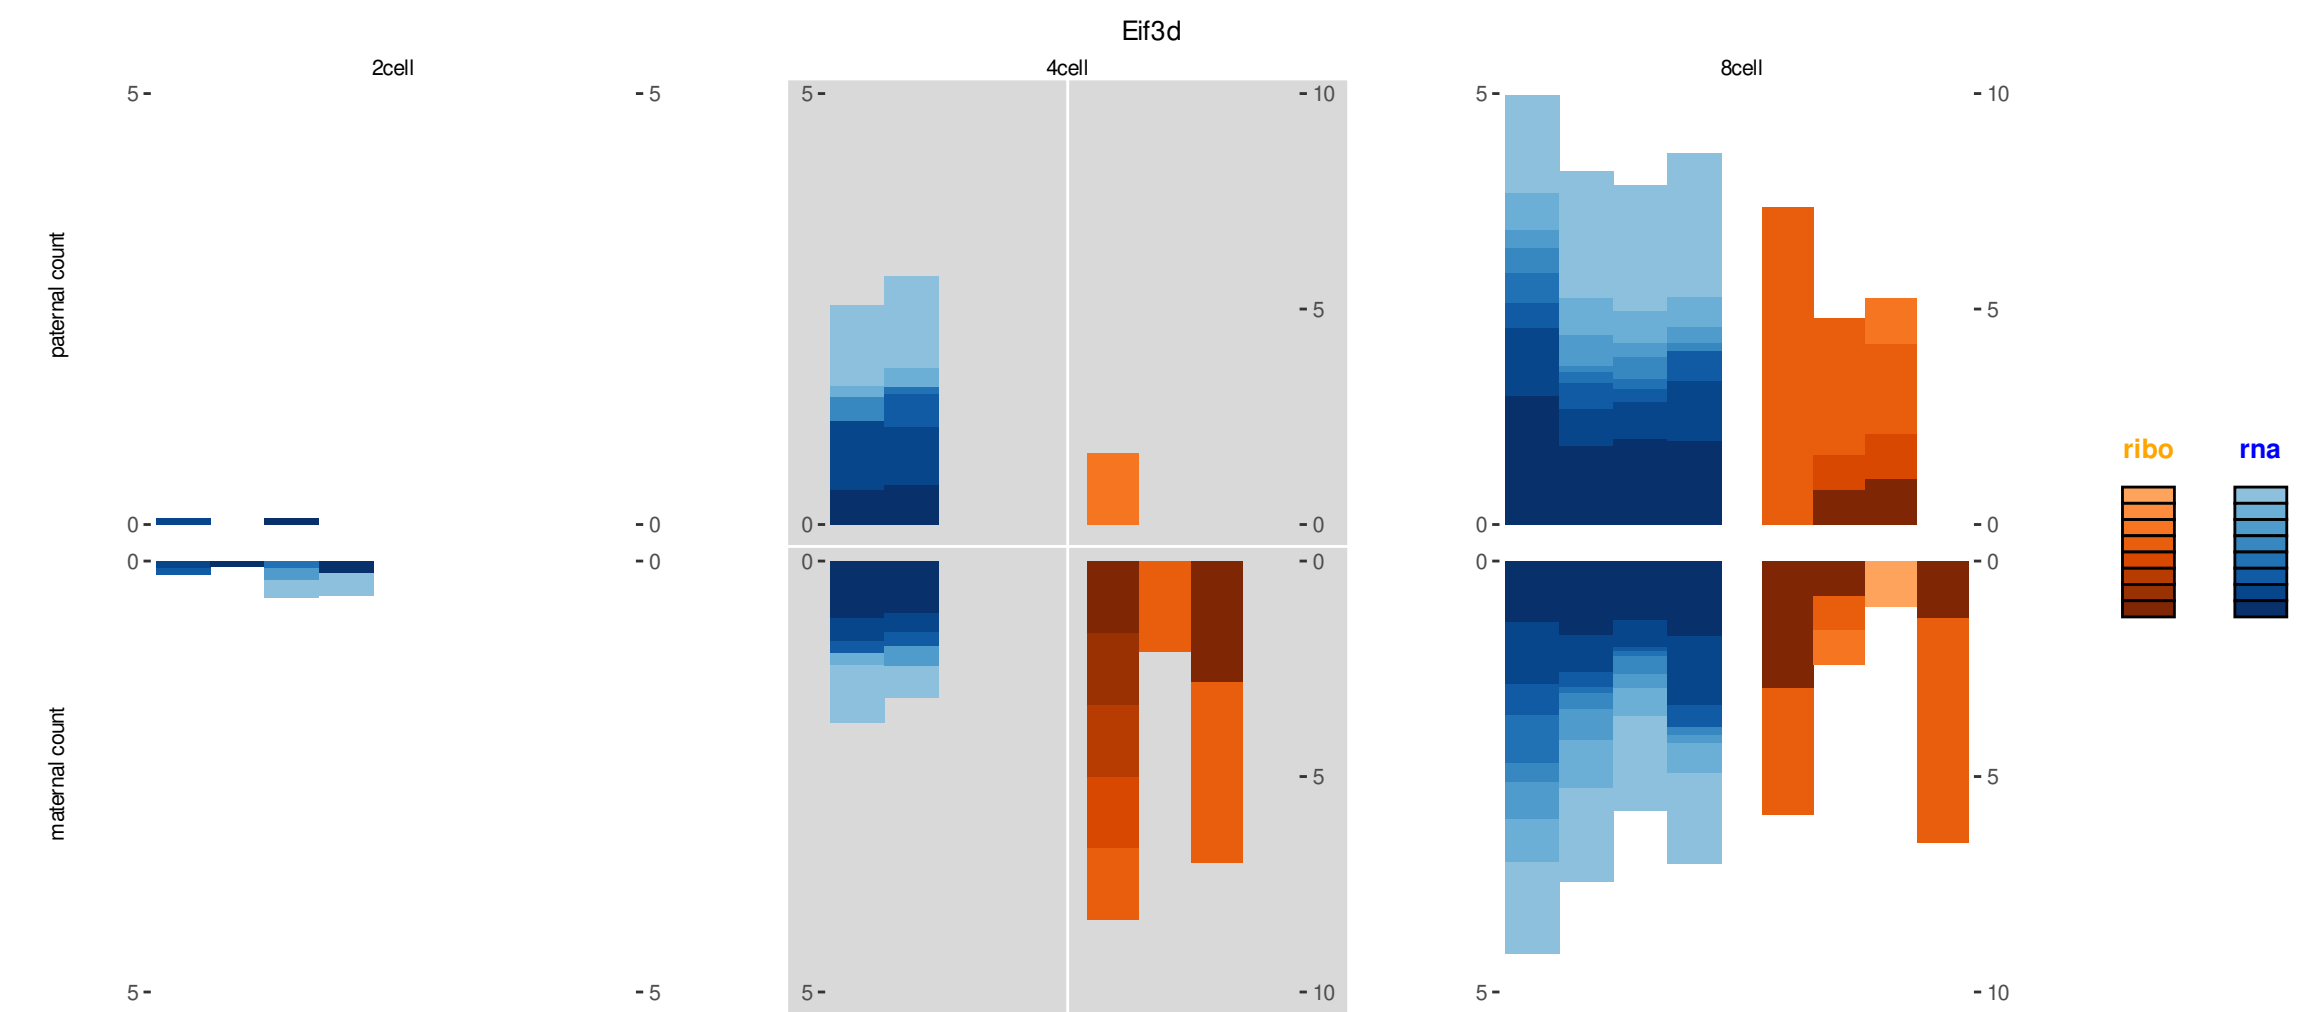 Eif3d
2cell 4cell 8cell
5 5 5 10 5 10
5 5
paternal count
ribo rna
0 0 0 0 0 0
0 0 0 0 0 0
maternal count
5 5
5 5 5 10 5 10